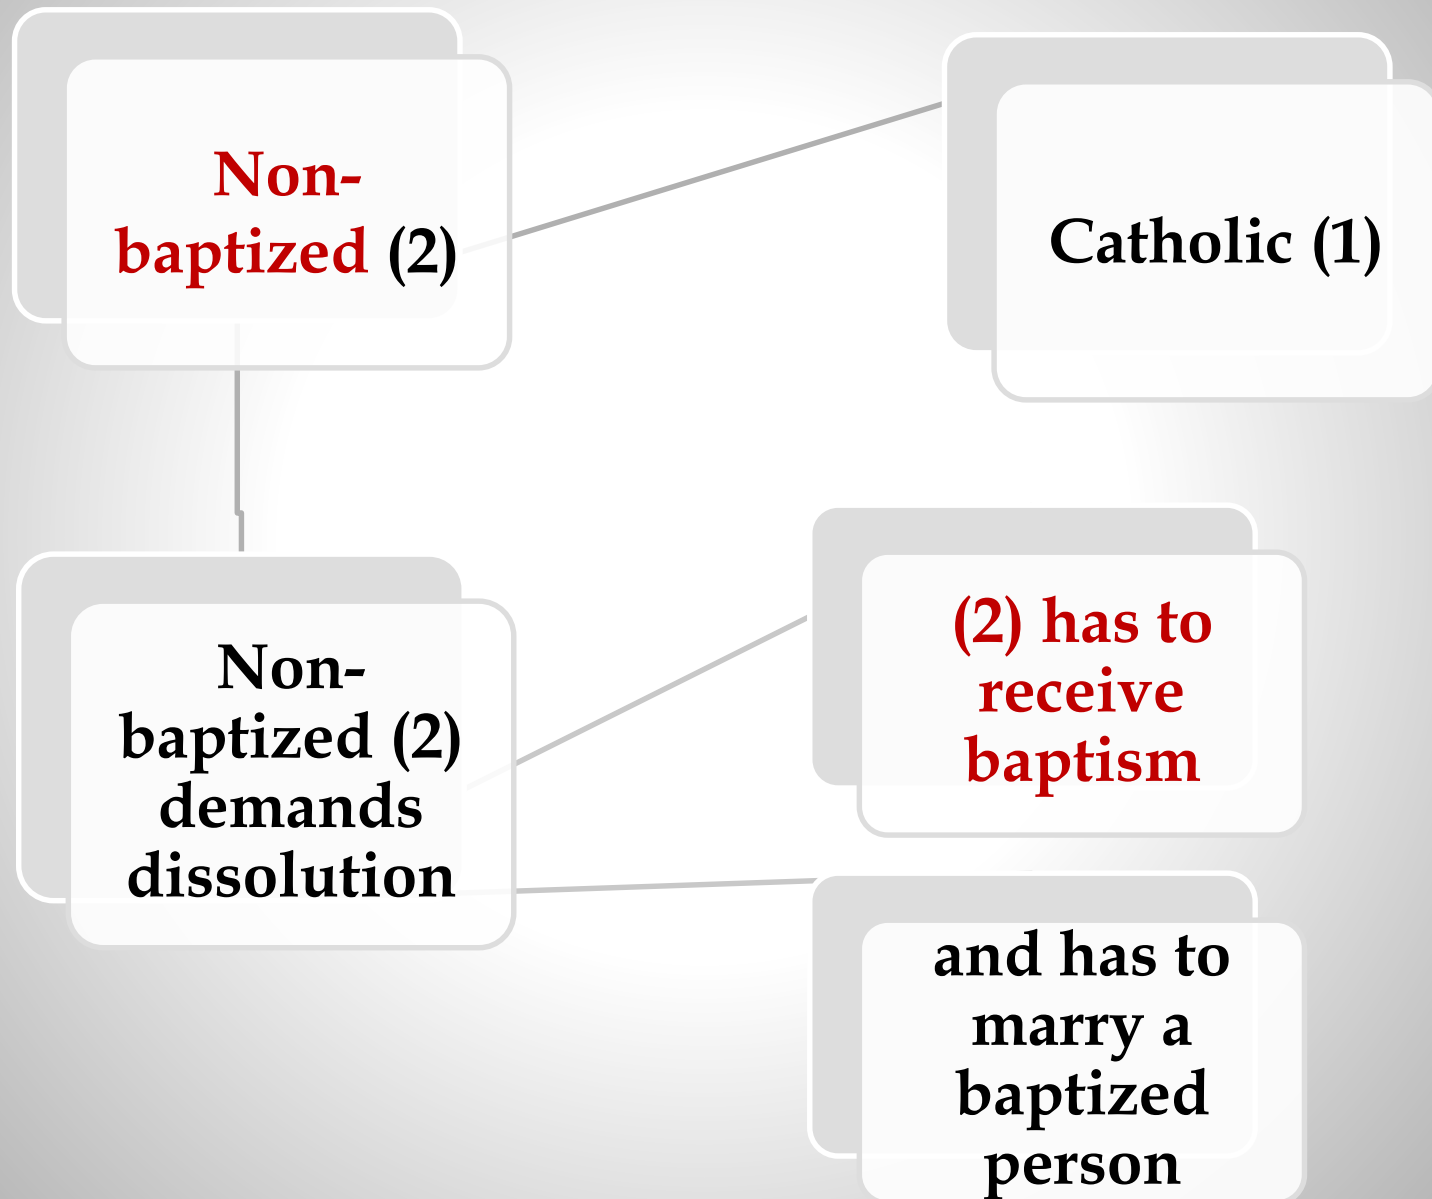 Non-
baptized (2)
Catholic (1)
Non-
baptized (2)
demands
dissolution
(2) has to
receive
baptism
and has to
marry a
baptized
person